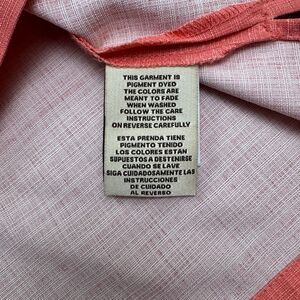 THIS GARMENT IS
PIGMENT DYED
THE COLORS ARE
MEANT TO FADE
WHEN WASHED
FOLLOW THE CARE
INSTRUCTIONS
ON REVERSE CAREFULLY
ESTA PRENDA TIENE
PIGMENTO TENIDO
LOS COLORES ESTAN
SUPUESTOS A DESTENIRSE
CUANDO SE LAVE
SIGA CUIDADOSAMENTE LAS
INSTRUCCIONES
DE CUIDADO
AL REVERSO